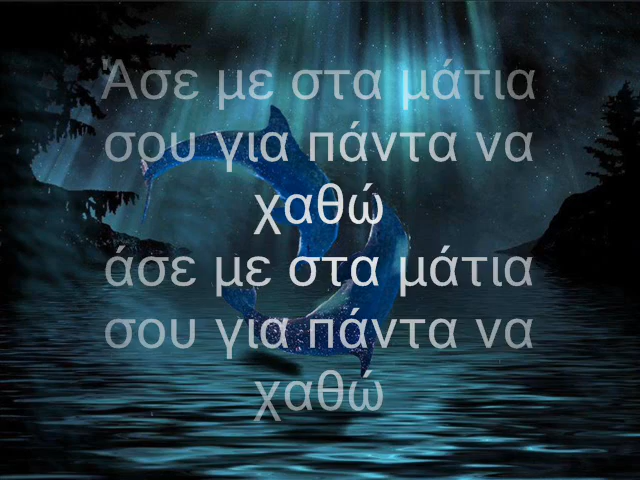 Άσε με στα μάτια
σου για πάντα να
χαθώ
άσε με στα μάτια
σου για πάντα να
χαθώ